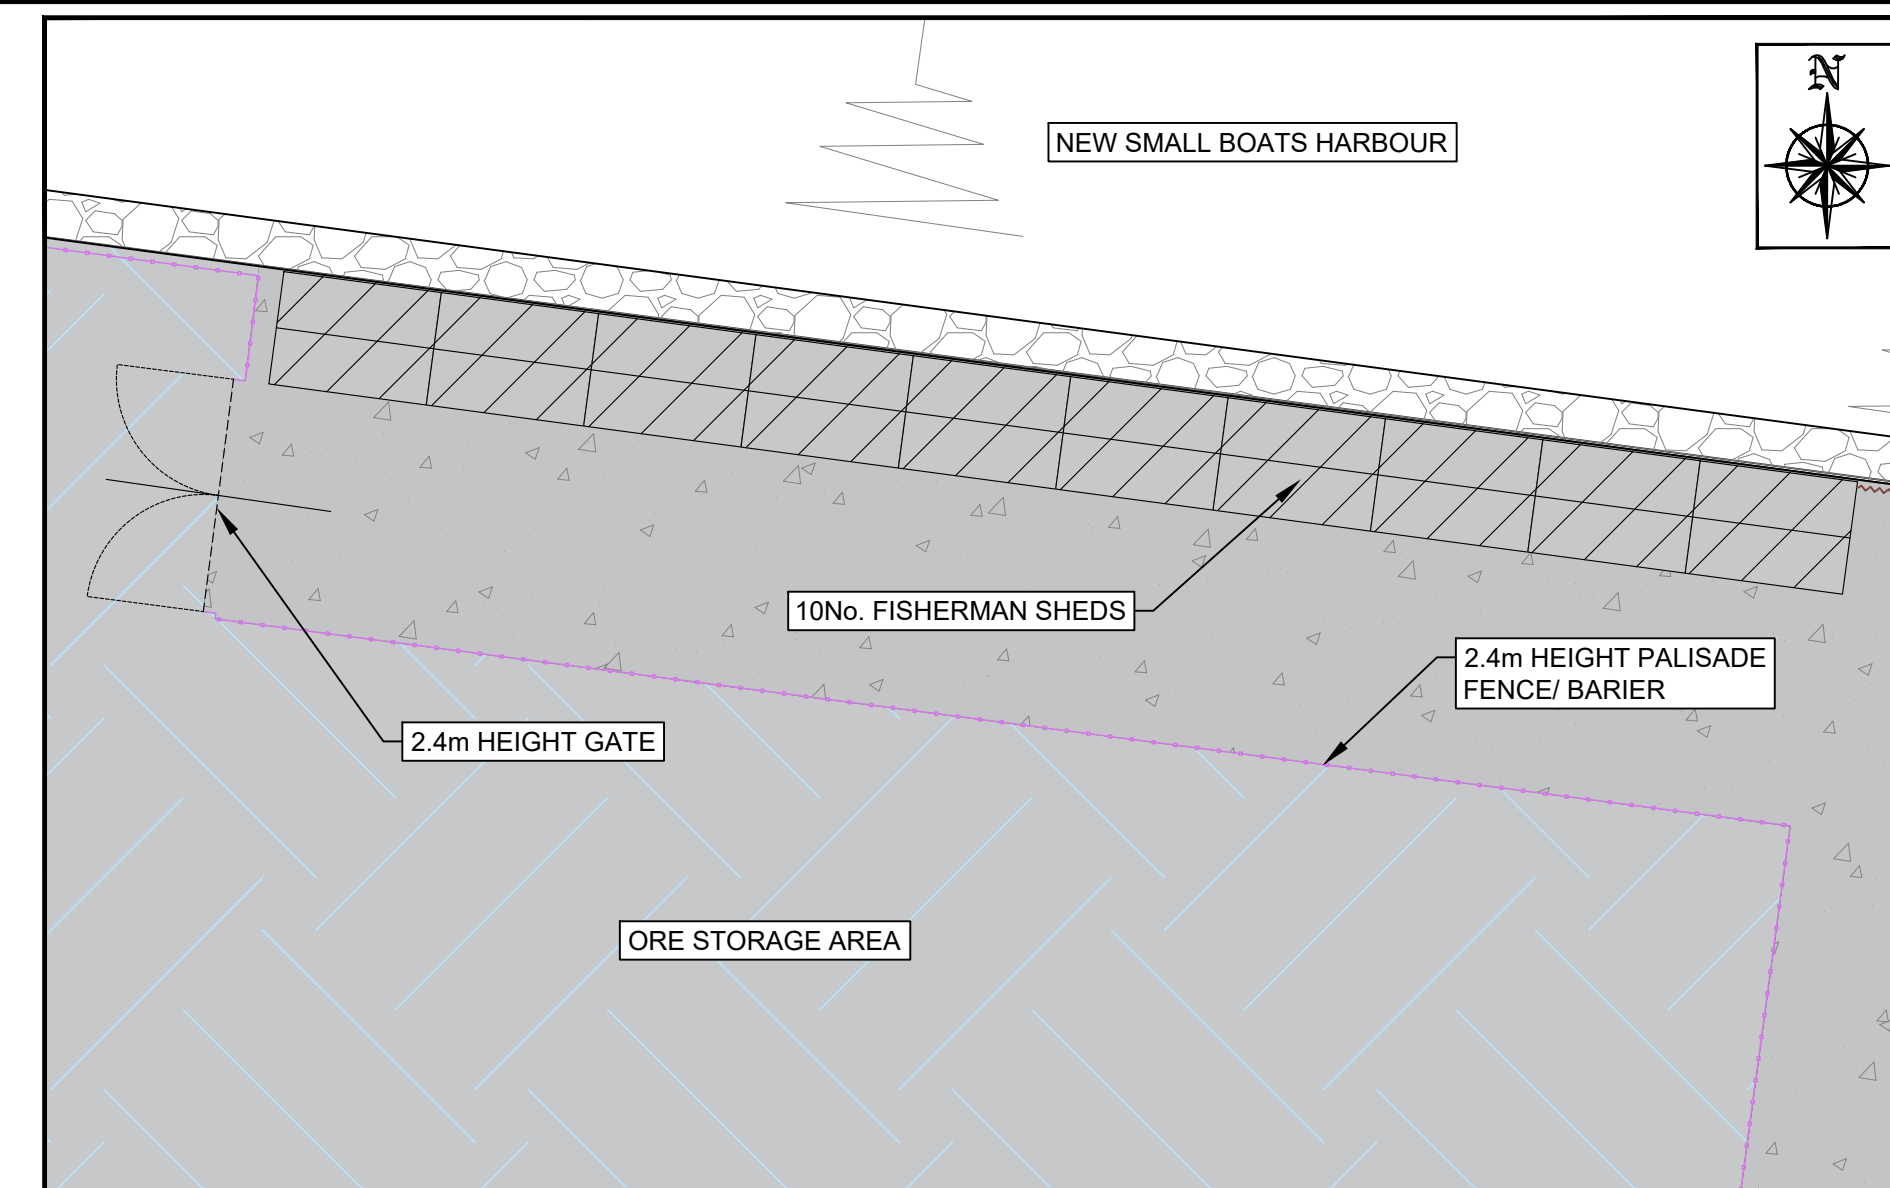 N
NEW SMALL BOATS HARBOUR
10No. FISHERMAN SHEDS
2.4m HEIGHT PALISADE
FENCE/ BARIER
2.4m HEIGHT GATE
ORE STORAGE AREA